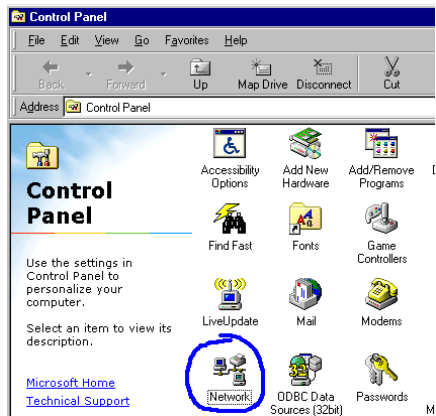 Control Panel
File Edit View Go Favorites Help
Back Forward Up Map Drive Disconnect Cut
Address Control Panel
Control
Panel
Use the settings in
Control Panel to
personalize your
computer.
Select an item to view its
description.
Microsoft Home
Technical Support
Accessibility
Options
Add New
Hardware
Add/Remove
Programs
Find Fast
Fonts
Game
Controllers
LiveUpdate
Mail
Modems
Network
ODBC Data
Sources (32bit)
Passwords